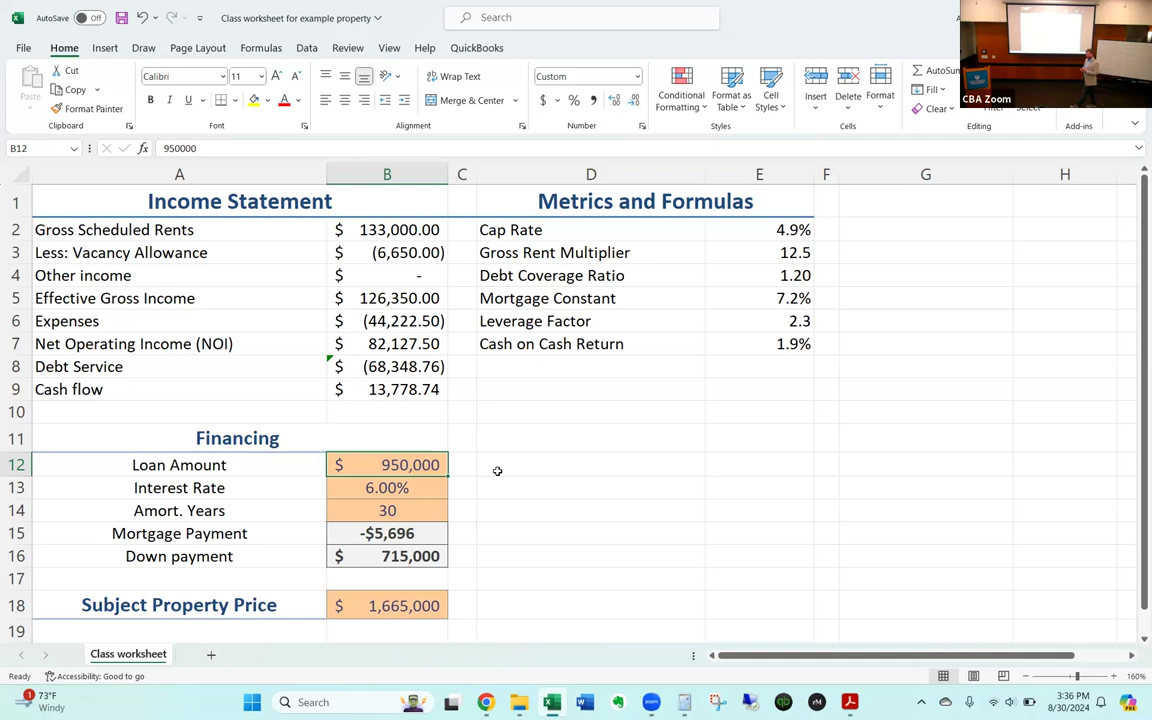 AutoSave Off Class worksheet for example property Search
File Home Insert Draw Page Layout Formulas Data Review View Help QuickBooks
Paste Cut Copy Format Painter
Calibri 11
B I U
Wrap Text
Merge & Center
Custom
$ % ,
Conditional Formatting Format as Table Cell Styles
Insert Delete Format
AutoSum
Fill
Clear
CBA Zoom
Clipboard Font Alignment Number Styles Cells Editing Add-ins
B12 fx 950000
A B C D E F G H
1 Income Statement Metrics and Formulas
2 Gross Scheduled Rents $ 133,000.00 Cap Rate 4.9%
3 Less: Vacancy Allowance $ (6,650.00) Gross Rent Multiplier 12.5
4 Other income $ - Debt Coverage Ratio 1.20
5 Effective Gross Income $ 126,350.00 Mortgage Constant 7.2%
6 Expenses $ (44,222.50) Leverage Factor 2.3
7 Net Operating Income (NOI) $ 82,127.50 Cash on Cash Return 1.9%
8 Debt Service $ (68,348.76)
9 Cash flow $ 13,778.74
10
11 Financing
12 Loan Amount $ 950,000
13 Interest Rate 6.00%
14 Amort. Years 30
15 Mortgage Payment -$5,696
16 Down payment $ 715,000
17
18 Subject Property Price $ 1,665,000
19
Class worksheet +
Ready Accessibility: Good to go 160%
1 73°F
Windy
Search
3:36 PM
8/30/2024